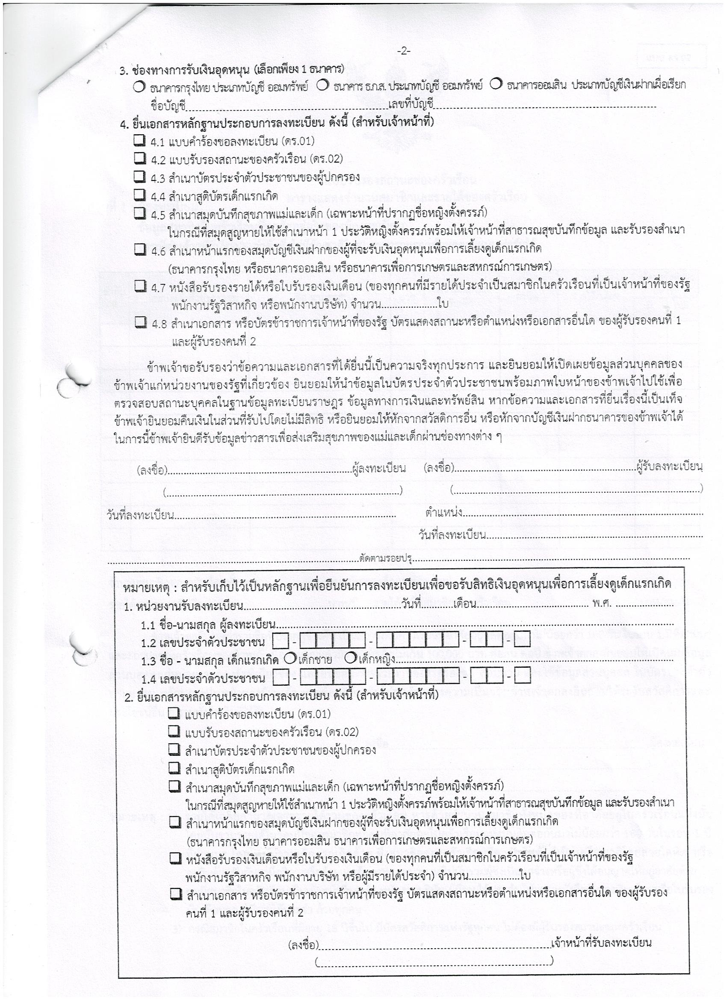 -2-
3. ช่องทางการรับเงินอุดหนุน (เลือกเพียง 1 ธนาคาร)
ธนาคารกรุงไทย ประเภทบัญชี ออมทรัพย์ ธนาคาร ธ.ก.ส. ประเภทบัญชี ออมทรัพย์ ธนาคารออมสิน ประเภทบัญชีเงินฝากเผื่อเรียก
ชื่อบัญชี....................เลขที่บัญชี....................
4. ยื่นเอกสารหลักฐานประกอบการลงทะเบียน ดังนี้ (สำหรับเจ้าหน้าที่)
4.1 แบบคำร้องขอลงทะเบียน (ดร.01)
4.2 แบบรับรองสถานะของครัวเรือน (ดร.02)
4.3 สำเนาบัตรประจำตัวประชาชนของผู้ปกครอง
4.4 สำเนาสูติบัตรเด็กแรกเกิด
4.5 สำเนาสมุดบันทึกสุขภาพแม่และเด็ก (เฉพาะหน้าที่ปรากฏชื่อหญิงตั้งครรภ์)
ในกรณีที่สมุดสูญหายให้ใช้สำเนาหน้า 1 ประวัติหญิงตั้งครรภ์พร้อมให้เจ้าหน้าที่สาธารณสุขบันทึกข้อมูล และรับรองสำเนา
4.6 สำเนาหน้าแรกของสมุดบัญชีเงินฝากของผู้ที่จะรับเงินอุดหนุนเพื่อการเลี้ยงดูเด็กแรกเกิด
(ธนาคารกรุงไทย หรือธนาคารออมสิน หรือธนาคารเพื่อการเกษตรและสหกรณ์การเกษตร)
4.7 หนังสือรับรองรายได้หรือใบรับรองเงินเดือน (ของทุกคนที่มีรายได้ประจำเป็นสมาชิกในครัวเรือนที่เป็นเจ้าหน้าที่ของรัฐ
พนักงานรัฐวิสาหกิจ หรือพนักงานบริษัท) จำนวน....................ใบ
4.8 สำเนาเอกสาร หรือบัตรข้าราชการเจ้าหน้าที่ของรัฐ บัตรแสดงสถานะหรือตำแหน่งหรือเอกสารอื่นใด ของผู้รับรองคนที่ 1
และผู้รับรองคนที่ 2
ข้าพเจ้าขอรับรองว่าข้อความและเอกสารที่ได้ยื่นนี้เป็นความจริงทุกประการ และยินยอมให้เปิดเผยข้อมูลส่วนบุคคลของ
ข้าพเจ้าแก่หน่วยงานของรัฐที่เกี่ยวข้อง ยินยอมให้นำข้อมูลในบัตรประจำตัวประชาชนพร้อมภาพใบหน้าของข้าพเจ้าไปใช้เพื่อ
ตรวจสอบสถานะบุคคลในฐานข้อมูลทะเบียนราษฎร ข้อมูลทางการเงินและทรัพย์สิน หากข้อความและเอกสารที่ยื่นเรื่องนี้เป็นเท็จ
ข้าพเจ้ายินยอมคืนเงินในส่วนที่รับไปโดยไม่มีสิทธิ หรือยินยอมให้หักจากสวัสดิการอื่น หรือหักจากบัญชีเงินฝากธนาคารของข้าพเจ้าได้
ในการนี้ข้าพเจ้ายินดีรับข้อมูลข่าวสารเพื่อส่งเสริมสุขภาพของแม่และเด็กผ่านช่องทางต่าง ๆ
(ลงชื่อ)....................ผู้ลงทะเบียน (ลงชื่อ)....................ผู้รับลงทะเบียน
(....................) (....................)
วันที่ลงทะเบียน.................... ตำแหน่ง....................
วันที่ลงทะเบียน....................
....................ตัดตามรอยปรุ....................
หมายเหตุ : สำหรับเก็บไว้เป็นหลักฐานเพื่อยืนยันการลงทะเบียนเพื่อขอรับสิทธิเงินอุดหนุนเพื่อการเลี้ยงดูเด็กแรกเกิด
1. หน่วยงานรับลงทะเบียน....................วันที่............เดือน.................... พ.ศ. ....................
1.1 ชื่อ-นามสกุล ผู้ลงทะเบียน....................
1.2 เลขประจำตัวประชาชน - - - -
1.3 ชื่อ - นามสกุล เด็กแรกเกิด เด็กชาย เด็กหญิง....................
1.4 เลขประจำตัวประชาชน - - - -
2. ยื่นเอกสารหลักฐานประกอบการลงทะเบียน ดังนี้ (สำหรับเจ้าหน้าที่)
แบบคำร้องขอลงทะเบียน (ดร.01)
แบบรับรองสถานะของครัวเรือน (ดร.02)
สำเนาบัตรประจำตัวประชาชนของผู้ปกครอง
สำเนาสูติบัตรเด็กแรกเกิด
สำเนาสมุดบันทึกสุขภาพแม่และเด็ก (เฉพาะหน้าที่ปรากฏชื่อหญิงตั้งครรภ์)
ในกรณีที่สมุดสูญหายให้ใช้สำเนาหน้า 1 ประวัติหญิงตั้งครรภ์พร้อมให้เจ้าหน้าที่สาธารณสุขบันทึกข้อมูล และรับรองสำเนา
สำเนาหน้าแรกของสมุดบัญชีเงินฝากของผู้ที่จะรับเงินอุดหนุนเพื่อการเลี้ยงดูเด็กแรกเกิด
(ธนาคารกรุงไทย ธนาคารออมสิน ธนาคารเพื่อการเกษตรและสหกรณ์การเกษตร)
หนังสือรับรองเงินเดือนหรือใบรับรองเงินเดือน (ของทุกคนที่เป็นสมาชิกในครัวเรือนที่เป็นเจ้าหน้าที่ของรัฐ
พนักงานรัฐวิสาหกิจ พนักงานบริษัท หรือผู้มีรายได้ประจำ) จำนวน....................ใบ
สำเนาเอกสาร หรือบัตรข้าราชการเจ้าหน้าที่ของรัฐ บัตรแสดงสถานะหรือตำแหน่งหรือเอกสารอื่นใด ของผู้รับรอง
คนที่ 1 และผู้รับรองคนที่ 2
(ลงชื่อ)....................เจ้าหน้าที่รับลงทะเบียน
(....................)